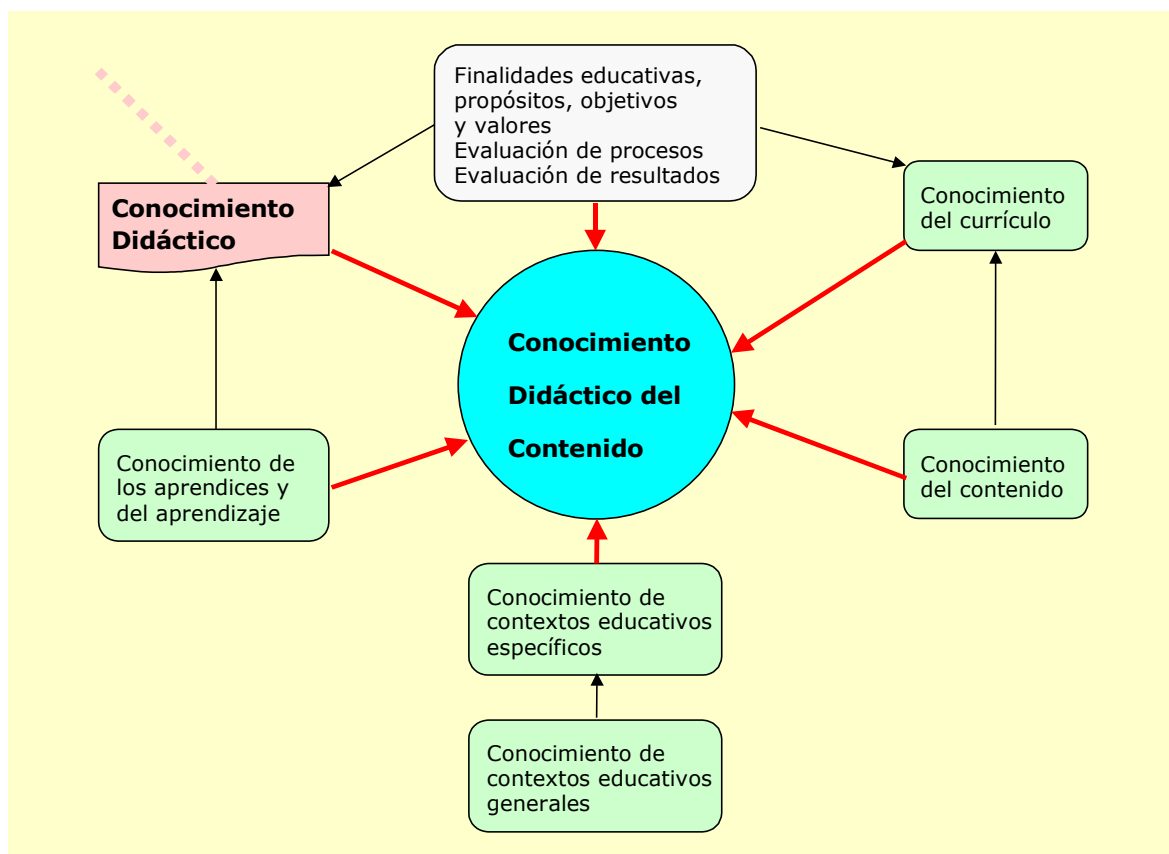 Finalidades educativas,
propósitos, objetivos
y valores
Evaluación de procesos
Evaluación de resultados
Conocimiento
Didáctico
Conocimiento
del currículo
Conocimiento
Didáctico del
Contenido
Conocimiento de
los aprendices y
del aprendizaje
Conocimiento
del contenido
Conocimiento de
contextos educativos
específicos
Conocimiento de
contextos educativos
generales